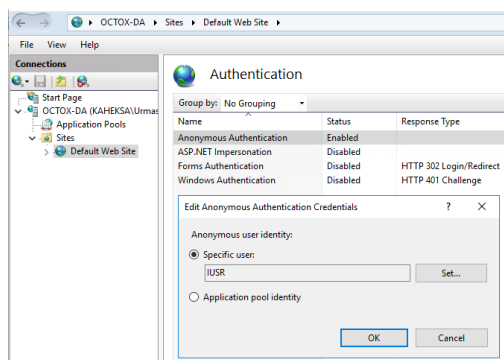 OCTOX-DA Sites Default Web Site
File View Help
Connections
Start Page
OCTOX-DA (KAHEKSA\Urmas
Application Pools
Sites
Default Web Site
Authentication
Group by: No Grouping
Name Status Response Type
Anonymous Authentication Enabled
ASP.NET Impersonation Disabled
Forms Authentication Disabled HTTP 302 Login/Redirect
Windows Authentication Disabled HTTP 401 Challenge
Edit Anonymous Authentication Credentials ? X
Anonymous user identity:
Specific user:
IUSR Set...
Application pool identity
OK Cancel